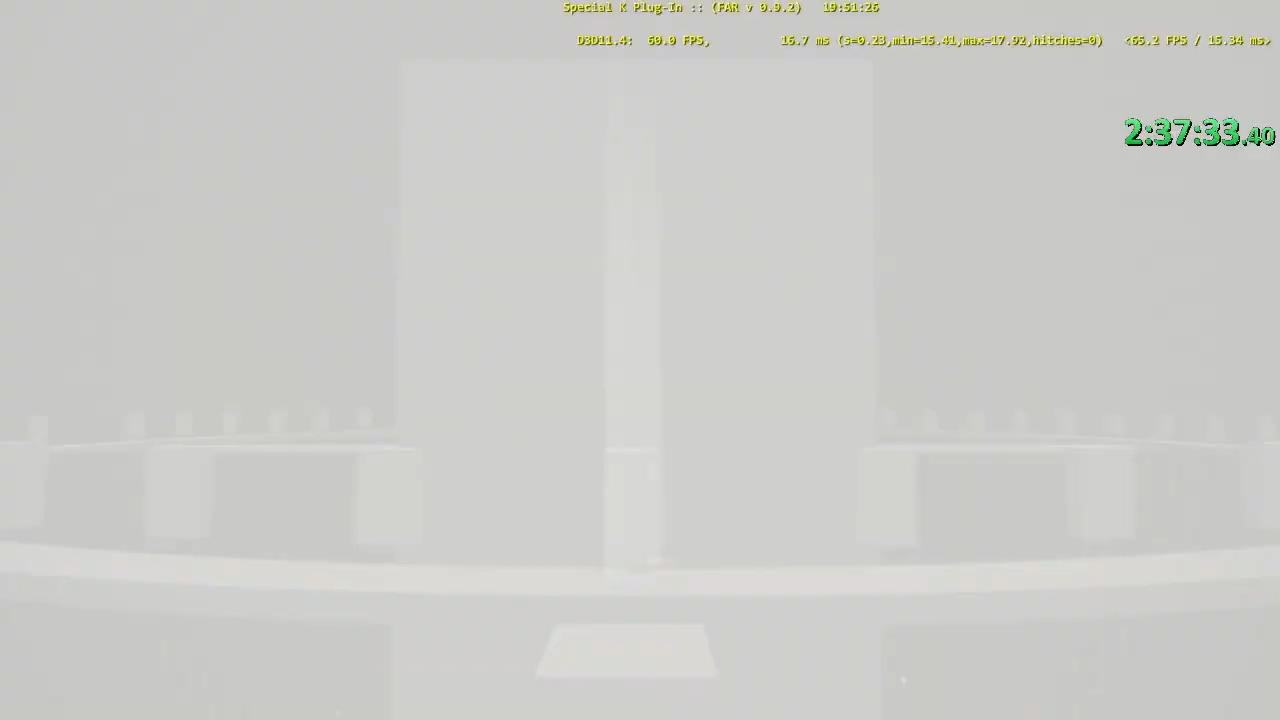 Special K Plug-In :: (FAR v 0.9.2)   19:51:26
D3D11.4:  60.0 FPS,   16.7 ms (s=0.23,min=15.41,max=17.92,hitches=0)   <65.2 FPS / 15.34 ms>
2:37:33.40